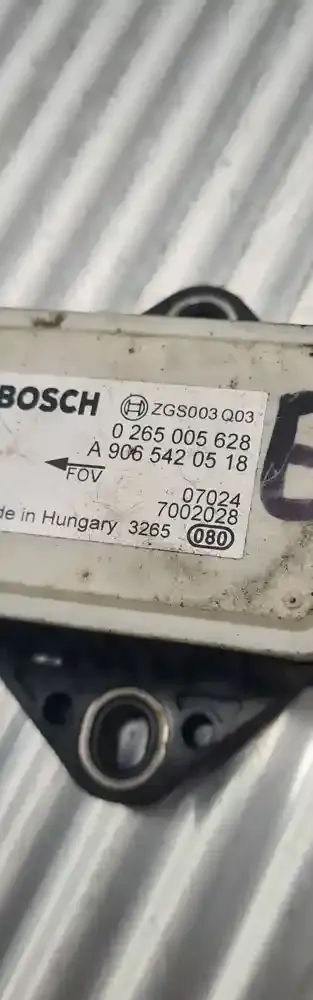 BOSCH ZGS003 Q03
0 265 005 628
A 906 542 05 18
FOV
07024
7002028
de in Hungary 3265 080
E